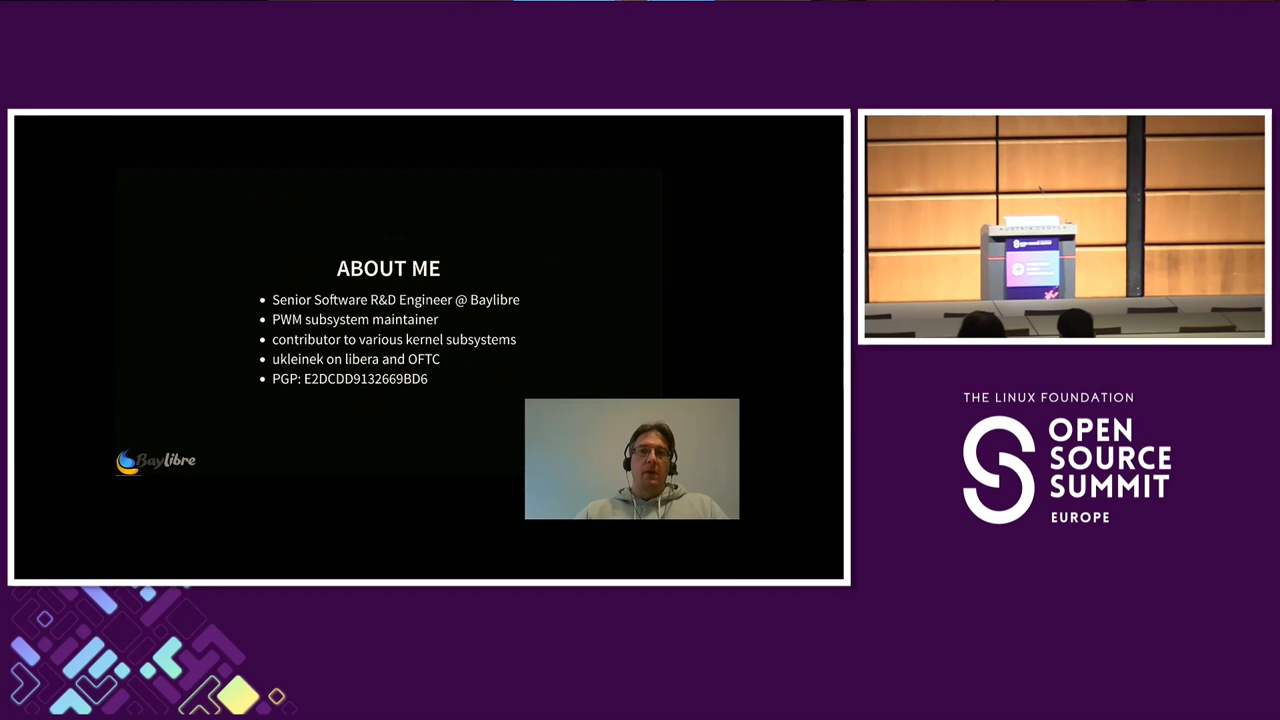 ABOUT ME
Senior Software R&D Engineer @ Baylibre
PWM subsystem maintainer
contributor to various kernel subsystems
ukleinek on libera and OFTC
PGP: E2DCDD9132669BD6
BayLibre
THE LINUX FOUNDATION
OPEN
SOURCE
SUMMIT
EUROPE